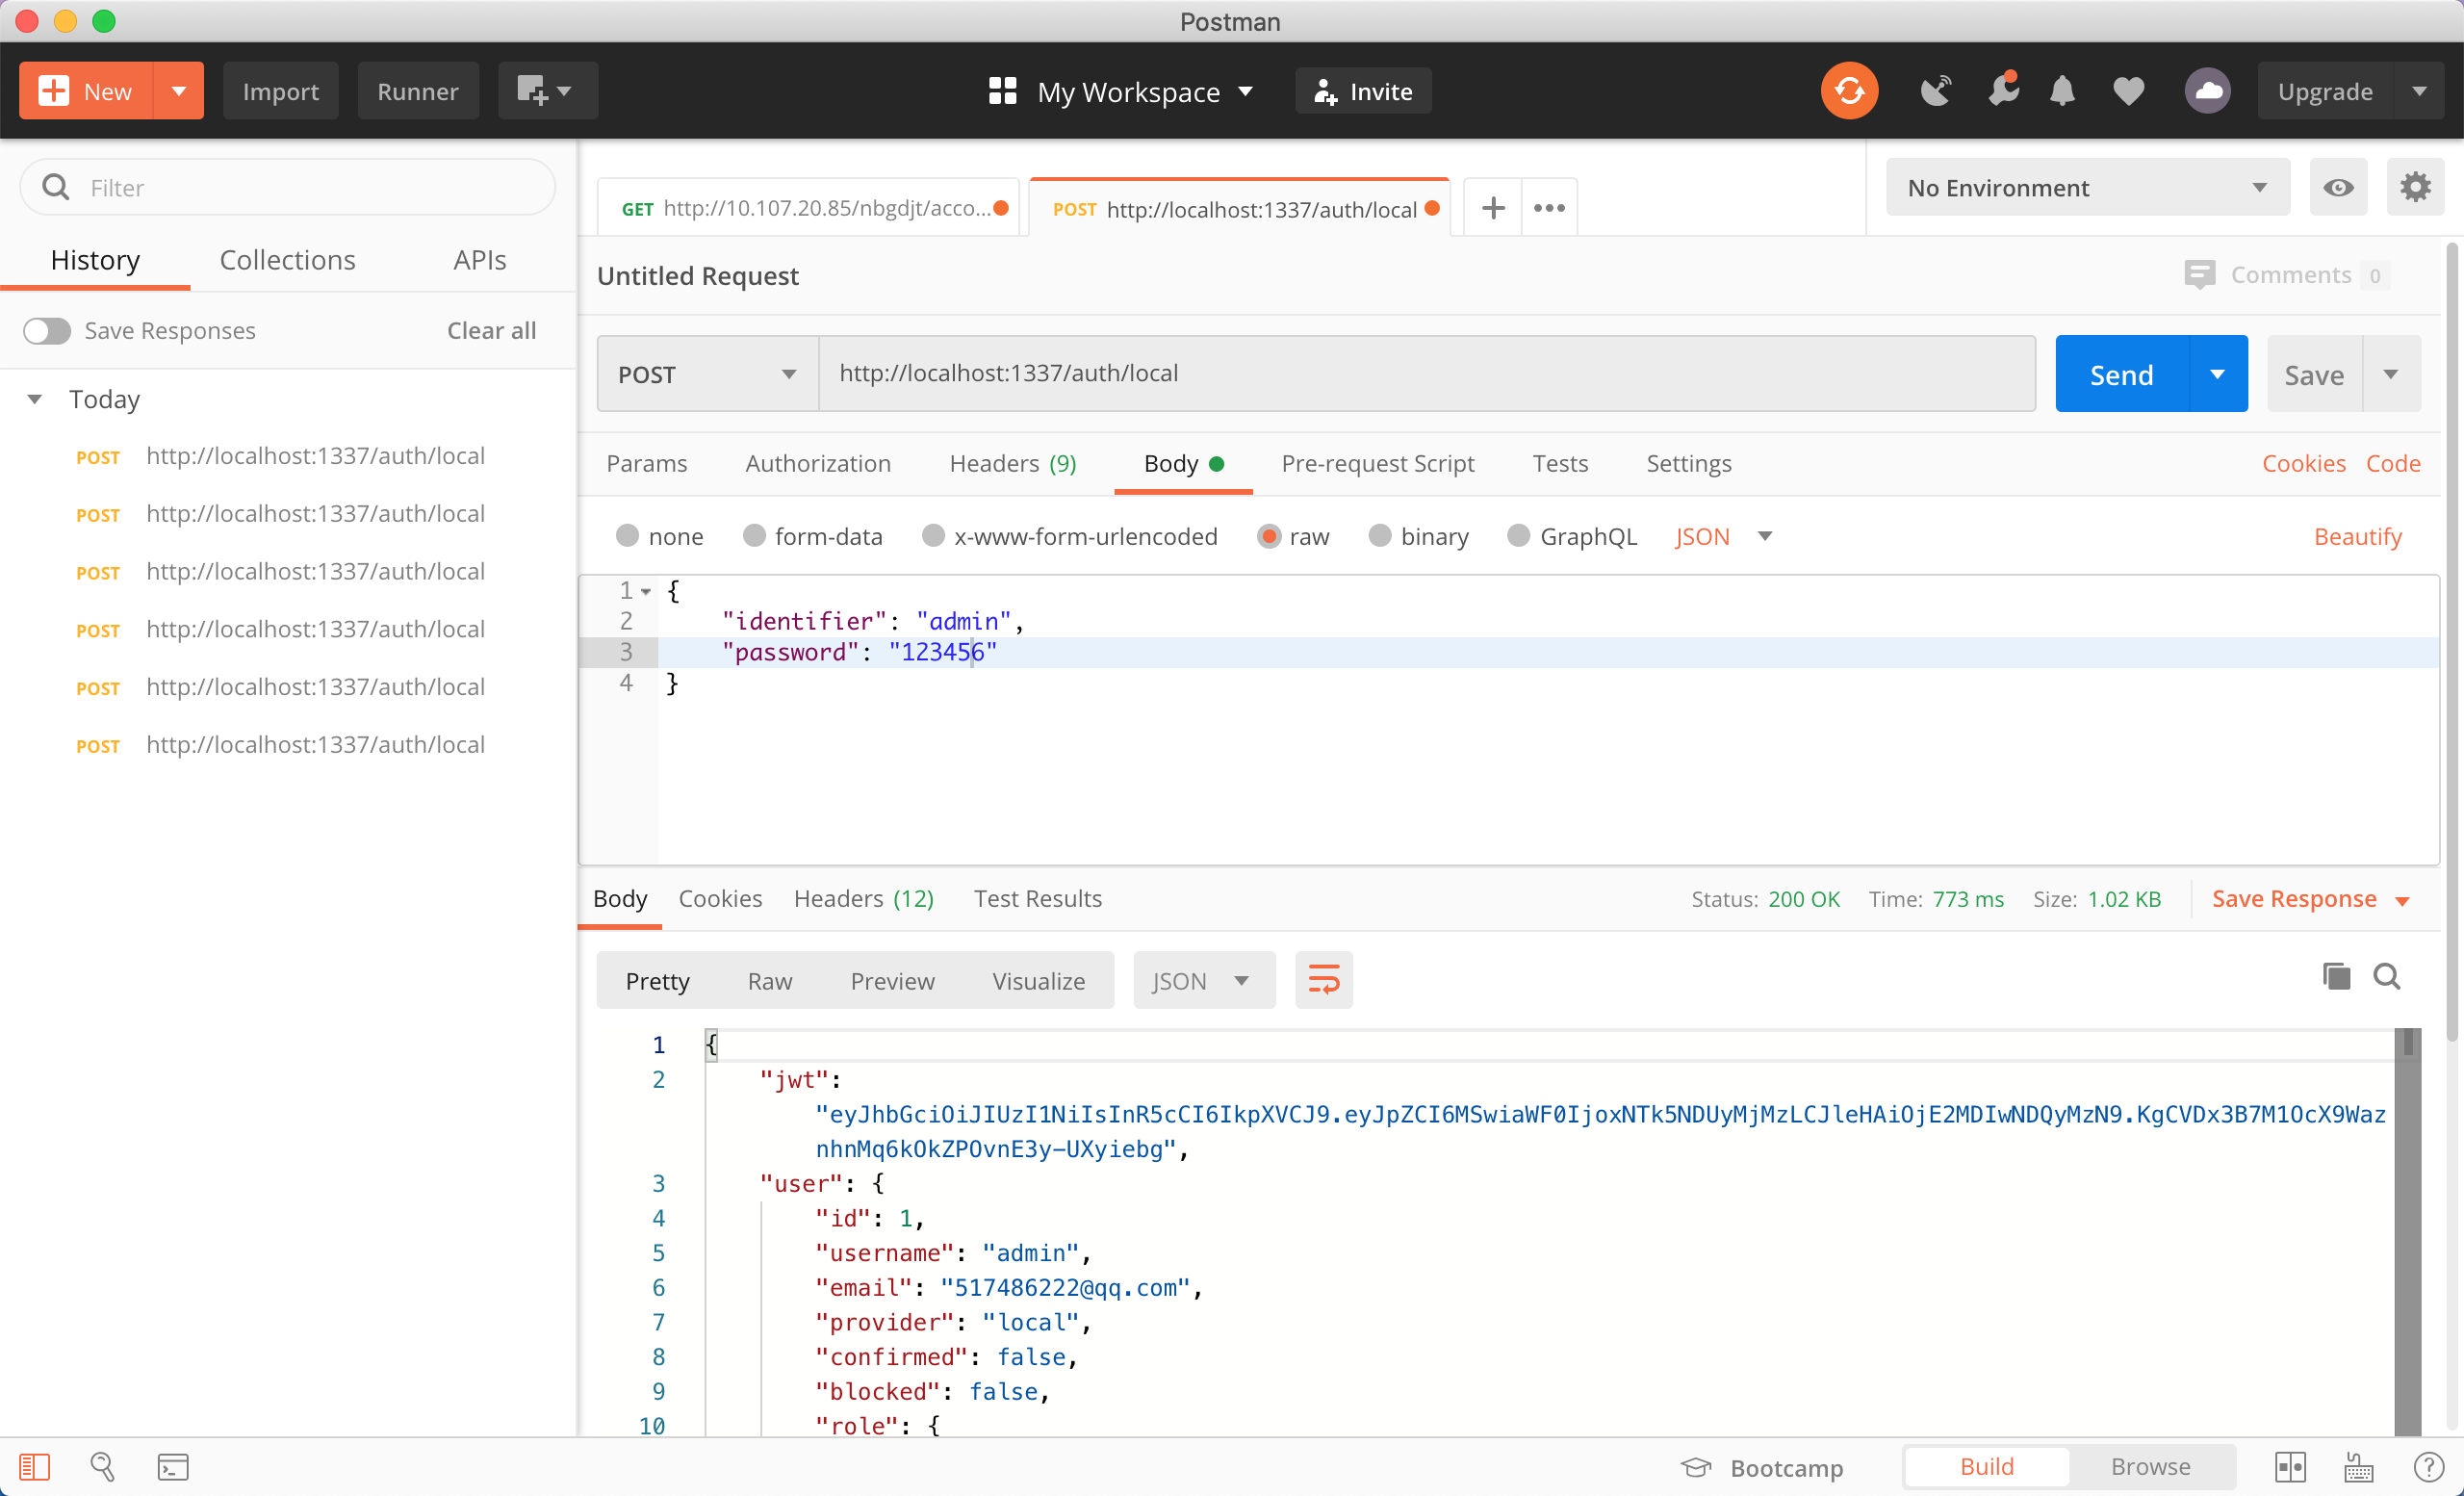 Postman
New
Import
Runner
My Workspace
Invite
Upgrade
Filter
History
Collections
APIs
Save Responses
Clear all
Today
POST http://localhost:1337/auth/local
POST http://localhost:1337/auth/local
POST http://localhost:1337/auth/local
POST http://localhost:1337/auth/local
POST http://localhost:1337/auth/local
POST http://localhost:1337/auth/local
GET http://10.107.20.85/nbgdjt/acco...
POST http://localhost:1337/auth/local
No Environment
Untitled Request
Comments 0
POST
http://localhost:1337/auth/local
Send
Save
Params
Authorization
Headers (9)
Body
Pre-request Script
Tests
Settings
Cookies
Code
none
form-data
x-www-form-urlencoded
raw
binary
GraphQL
JSON
Beautify
1 {
2 "identifier": "admin",
3 "password": "123456"
4 }
Body
Cookies
Headers (12)
Test Results
Status: 200 OK
Time: 773 ms
Size: 1.02 KB
Save Response
Pretty
Raw
Preview
Visualize
JSON
1 {
2 "jwt":
"eyJhbGciOiJIUzI1NiIsInR5cCI6IkpXVCJ9.eyJpZCI6MSwiaWF0IjoxNTk5NDUyMjMzLCJleHAiOjE2MDIwNDQyMzN9.KgCVDx3B7M1OcX9Waz
nhnMq6kOkZPOvnE3y-UXyiebg",
3 "user": {
4 "id": 1,
5 "username": "admin",
6 "email": "517486222@qq.com",
7 "provider": "local",
8 "confirmed": false,
9 "blocked": false,
10 "role": {
Bootcamp
Build
Browse